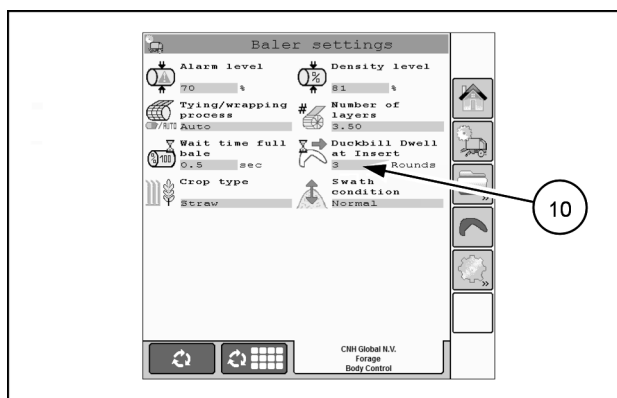 Baler settings
Alarm level
70 %
Density level
81 %
Tying/wrapping
process
/AUTO Auto
# Number of
layers
3.50
Wait time full
bale
0.5 sec
%100
Duckbill Dwell
at Insert
3 Rounds
Crop type
Straw
Swath
condition
Normal
10
CNH Global N.V.
Forage
Body Control